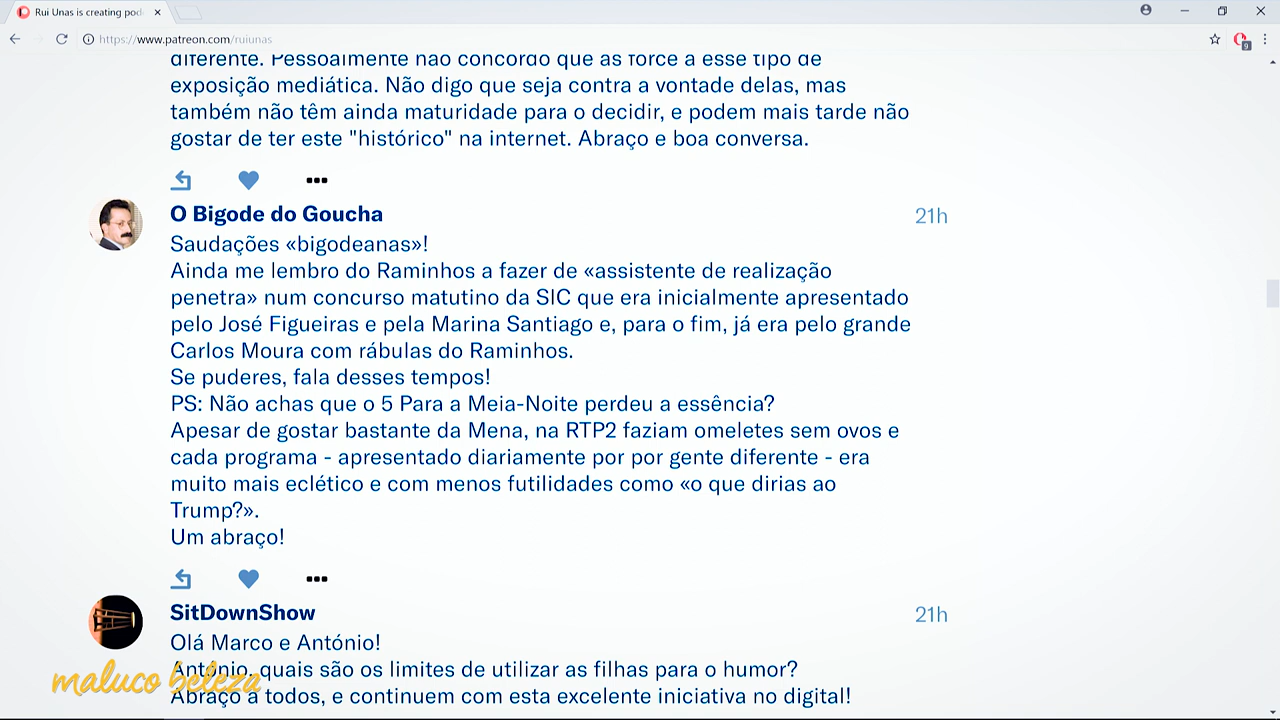 Rui Unas is creating pod
https://www.patreon.com/ruiunas
diferente. Pessoalmente não concordo que as force a esse tipo de
exposição mediática. Não digo que seja contra a vontade delas, mas
também não têm ainda maturidade para o decidir, e podem mais tarde não
gostar de ter este "histórico" na internet. Abraço e boa conversa.
O Bigode do Goucha
21h
Saudações «bigodeanas»!
Ainda me lembro do Raminhos a fazer de «assistente de realização
penetra» num concurso matutino da SIC que era inicialmente apresentado
pelo José Figueiras e pela Marina Santiago e, para o fim, já era pelo grande
Carlos Moura com rábulas do Raminhos.
Se puderes, fala desses tempos!
PS: Não achas que o 5 Para a Meia-Noite perdeu a essência?
Apesar de gostar bastante da Mena, na RTP2 faziam omeletes sem ovos e
cada programa - apresentado diariamente por por gente diferente - era
muito mais eclético e com menos futilidades como «o que dirias ao
Trump?».
Um abraço!
SitDownShow
21h
Olá Marco e António!
António, quais são os limites de utilizar as filhas para o humor?
Abraço a todos, e continuem com esta excelente iniciativa no digital!
maluco beleza